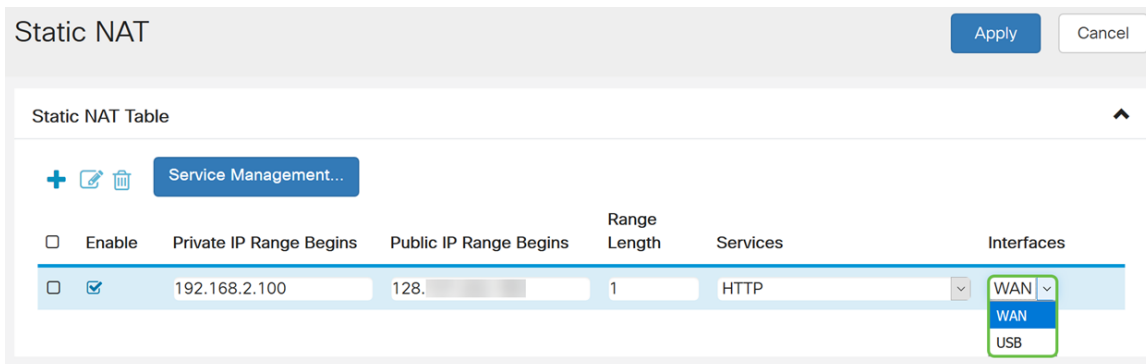 Static NAT
Apply
Cancel
Static NAT Table
Service Management...
Enable
Private IP Range Begins
Public IP Range Begins
Range
Length
Services
Interfaces
192.168.2.100
128.
1
HTTP
WAN
WAN
USB